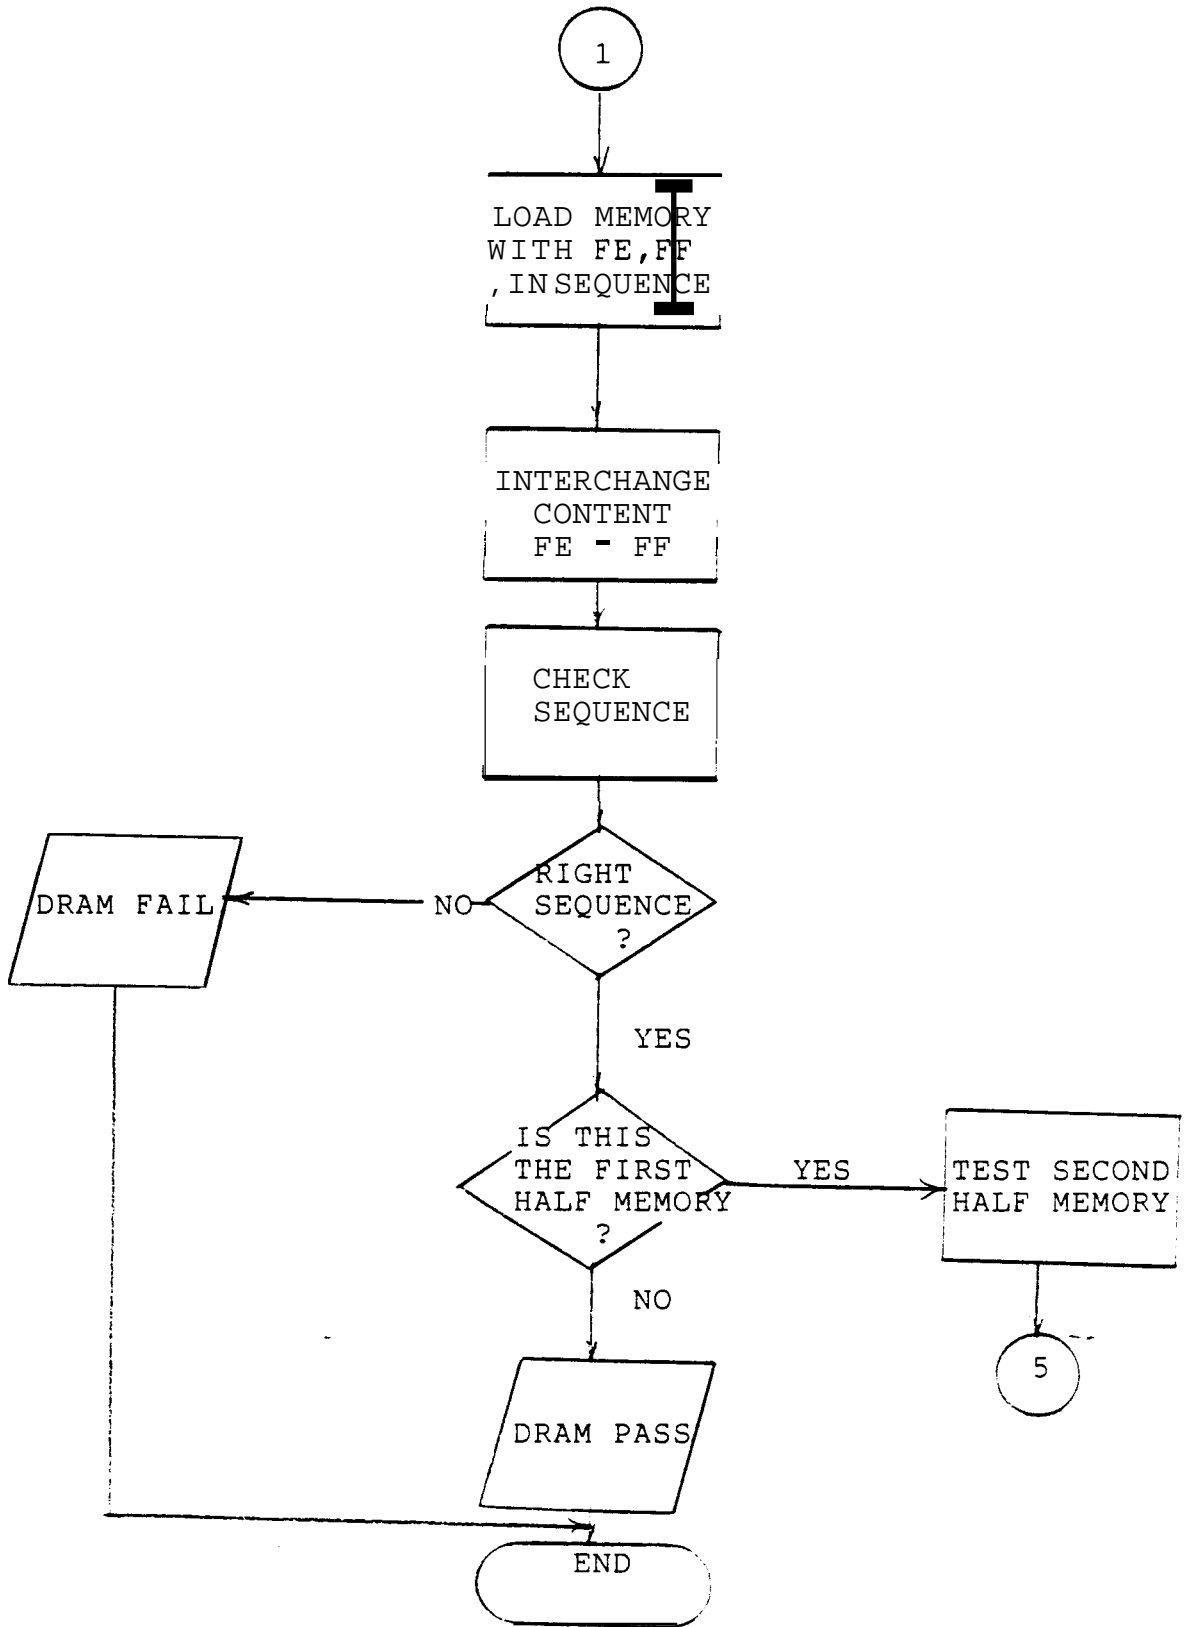 1
LOAD MEMORY
WITH FE,FF
,IN SEQUENCE
INTERCHANGE
CONTENT
FE - FF
CHECK
SEQUENCE
RIGHT
SEQUENCE
?
NO
DRAM FAIL
YES
IS THIS
THE FIRST
HALF MEMORY
?
YES
TEST SECOND
HALF MEMORY
NO
5
DRAM PASS
END